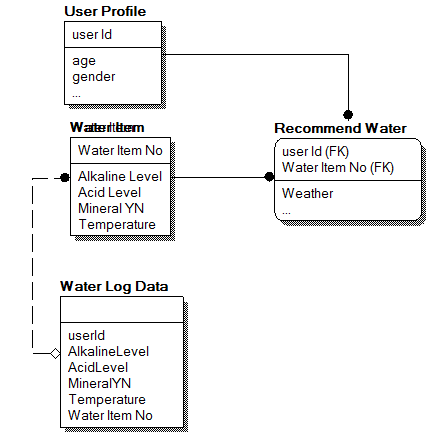 User Profile
user Id
age
gender
...
Water Item
Water Item No
Alkaline Level
Acid Level
Mineral YN
Temperature
Recommend Water
user Id (FK)
Water Item No (FK)
Weather
...
Water Log Data
userId
AlkalineLevel
AcidLevel
MineralYN
Temperature
Water Item No